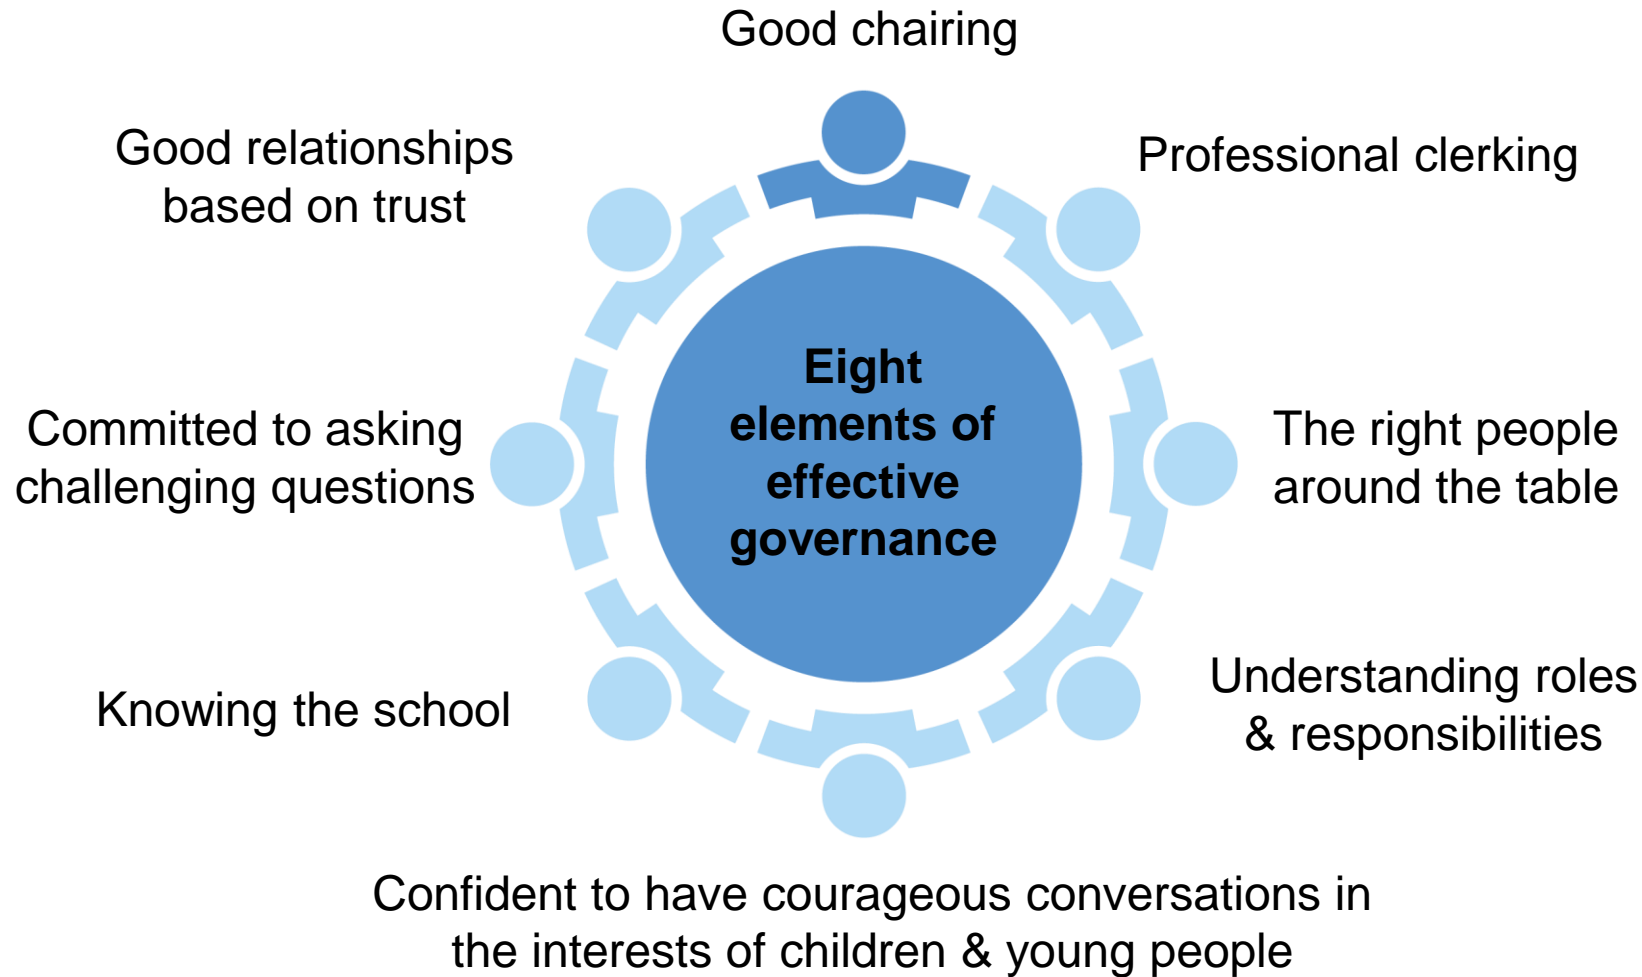 Good chairing
Good relationships
based on trust
Professional clerking
Committed to asking
challenging questions
Eight
elements of
effective
governance
The right people
around the table
Knowing the school
Understanding roles
& responsibilities
Confident to have courageous conversations in
the interests of children & young people